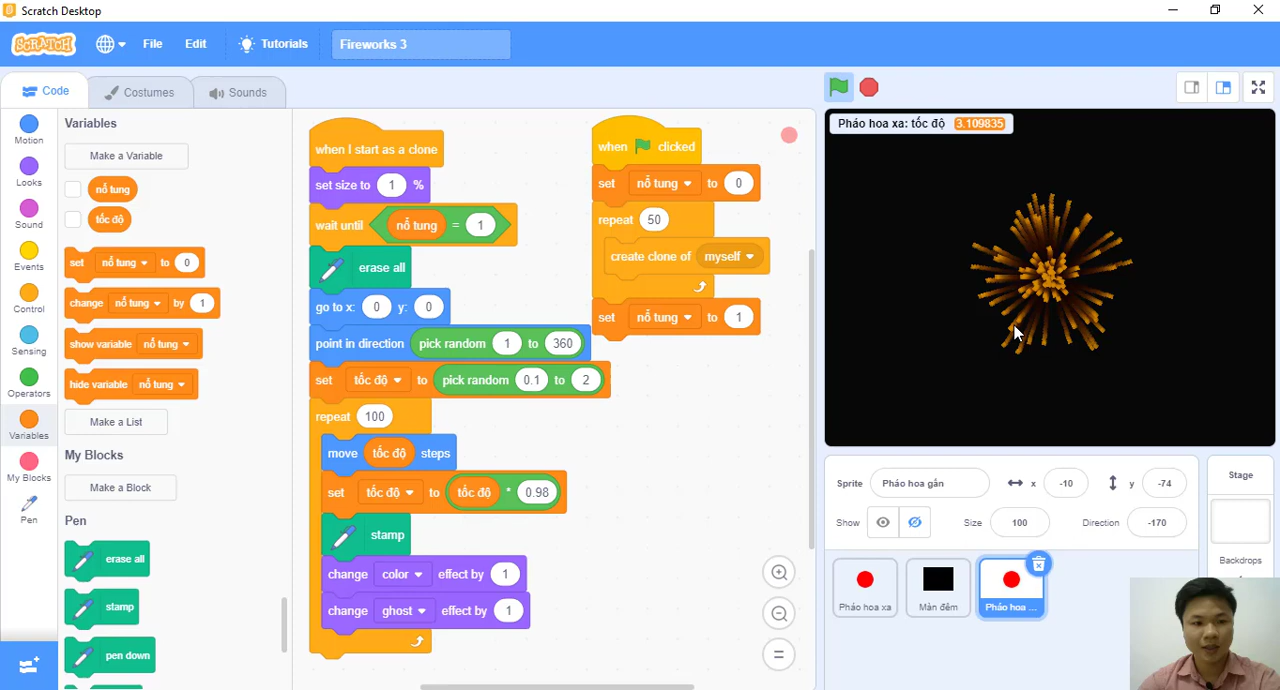 Scratch Desktop
SCRATCH File Edit Tutorials Fireworks 3
Code Costumes Sounds
Motion
Looks
Sound
Events
Control
Sensing
Operators
Variables
My Blocks
Pen
Variables
Make a Variable
nổ tung
tốc độ
set nổ tung to 0
change nổ tung by 1
show variable nổ tung
hide variable nổ tung
Make a List
My Blocks
Make a Block
Pen
erase all
stamp
pen down
when I start as a clone
set size to 1 %
wait until nổ tung = 1
erase all
go to x: 0 y: 0
point in direction pick random 1 to 360
set tốc độ to pick random 0.1 to 2
repeat 100
move tốc độ steps
set tốc độ to tốc độ * 0.98
stamp
change color effect by 1
change ghost effect by 1
when clicked
set nổ tung to 0
repeat 50
create clone of myself
set nổ tung to 1
Pháo hoa xa: tốc độ 3.109835
Sprite Pháo hoa gần x -10 y -74
Show Size 100 Direction -170
Pháo hoa xa
Màn đêm
Pháo hoa ...
Stage
Backdrops